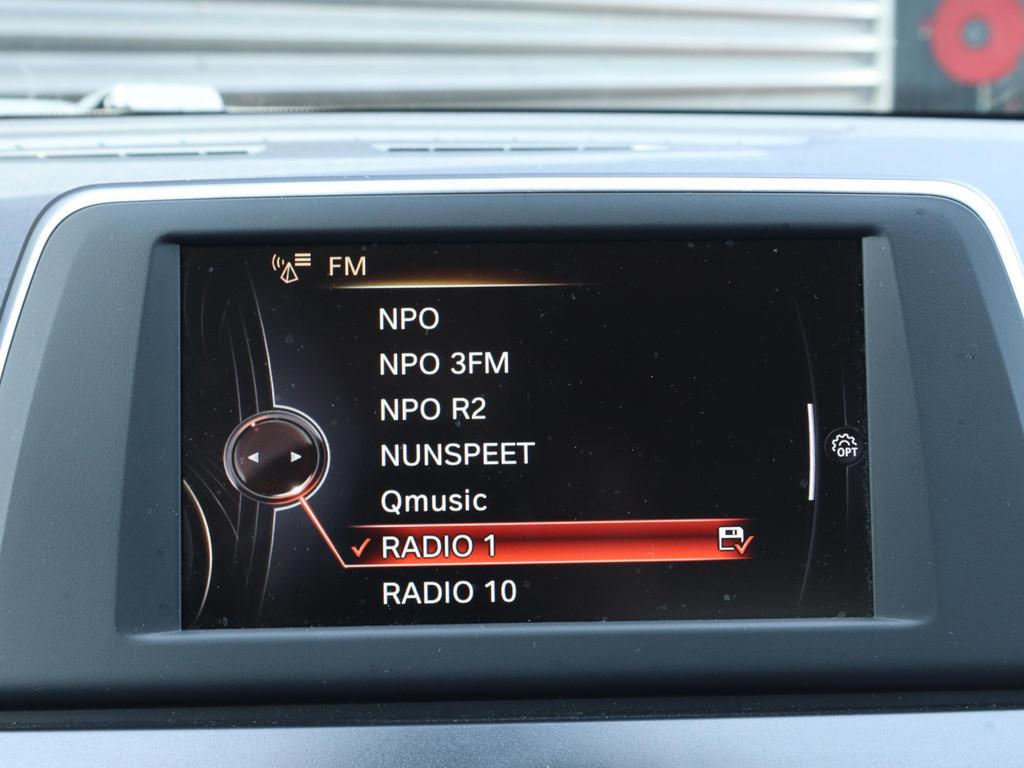 FM
NPO
NPO 3FM
NPO R2
NUNSPEET
Qmusic
OPT
RADIO 1
RADIO 10